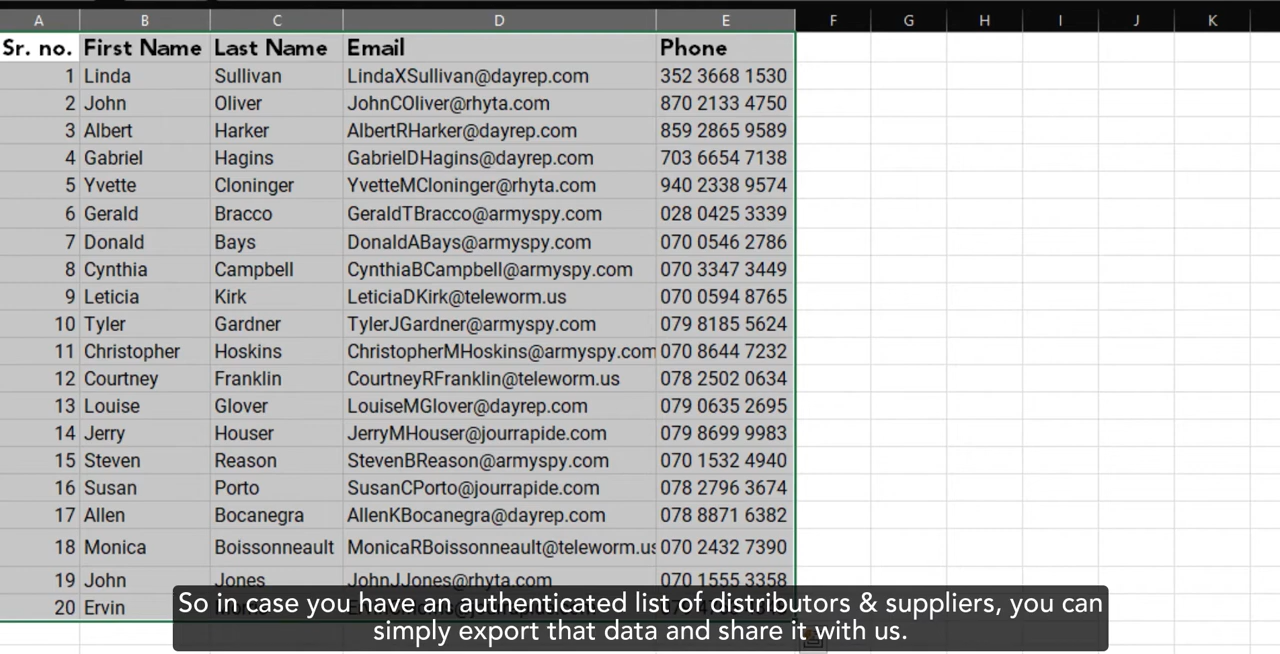 A B C D E F G H I J K
Sr. no. First Name Last Name Email Phone
1 Linda Sullivan LindaXSullivan@dayrep.com 352 3668 1530
2 John Oliver JohnCOliver@rhyta.com 870 2133 4750
3 Albert Harker AlbertRHarker@dayrep.com 859 2865 9589
4 Gabriel Hagins GabrielDHagins@dayrep.com 703 6654 7138
5 Yvette Cloninger YvetteMCloninger@rhyta.com 940 2338 9574
6 Gerald Bracco GeraldTBracco@armyspy.com 028 0425 3339
7 Donald Bays DonaldABays@armyspy.com 070 0546 2786
8 Cynthia Campbell CynthiaBCampbell@armyspy.com 070 3347 3449
9 Leticia Kirk LeticiaDKirk@teleworm.us 070 0594 8765
10 Tyler Gardner TylerJGardner@armyspy.com 079 8185 5624
11 Christopher Hoskins ChristopherMHoskins@armyspy.com 070 8644 7232
12 Courtney Franklin CourtneyRFranklin@teleworm.us 078 2502 0634
13 Louise Glover LouiseMGlover@dayrep.com 079 0635 2695
14 Jerry Houser JerryMHouser@jourrapide.com 079 8699 9983
15 Steven Reason StevenBReason@armyspy.com 070 1532 4940
16 Susan Porto SusanCPorto@jourrapide.com 078 2796 3674
17 Allen Bocanegra AllenKBocanegra@dayrep.com 078 8871 6382
18 Monica Boissonneault MonicaRBoissonneault@teleworm.us 070 2432 7390
19 John Jones JohnJJones@rhyta.com 070 1555 3358
20 Ervin
So in case you have an authenticated list of distributors & suppliers, you can
simply export that data and share it with us.